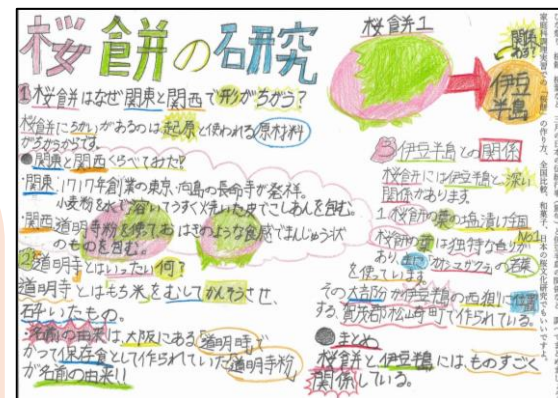 桜餅の研究
①桜餅はなぜ関東と関西で形がちがう?
桜餅にちがいがあるのは起原と使われる原材料
がちがうからです。
●関東と関西くらべてみた!?
・関東:1717年創業の東京・向島の長命寺が発祥。
小麦粉を水で溶いてうすく焼いた皮でこしあんを包む。
・関西:道明寺粉を使ってお
のような食感でまんじゅう状
のものを包む。
②道明寺とはいったい何?
道明寺とはもち米をむしてかんそうさせ、
石半いたもの。
・名前の由来は、大阪にある「道明寺」で
かつて保存食として作られていた道明寺粉
が名前の由来!!
桜餅1
関係ある?
伊豆半島
伊豆半島との関係
桜餅には伊豆半島と深い
関係があります。
1桜餅の葉の塩漬け全国
No.1
桜餅の葉は独特な香りが
あり、主にオオシマザクラの若葉
を使っています
その大部分が伊豆半島の西側に位置
する、賀茂郡松崎町で作られている。
●まとめ
桜餅と伊豆半島には、ものすごく
関係している。